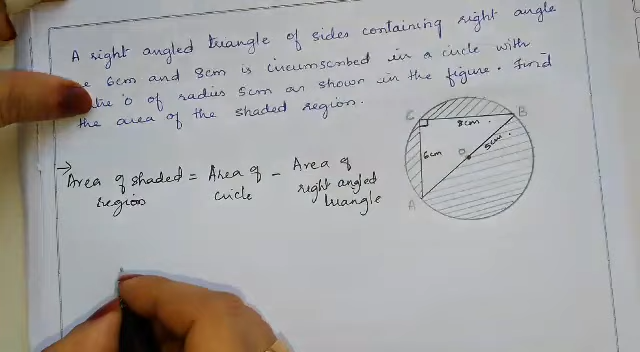 A right angled triangle of sides containing right angle
6cm and 8cm is circumscribed in a circle with
'o' of radius 5cm as shown in the figure. Find
the area of the shaded region.
C
B
8cm.
6cm
O
5cm.
A
→ Area of shaded = Area of - Area of
region circle right angled
triangle